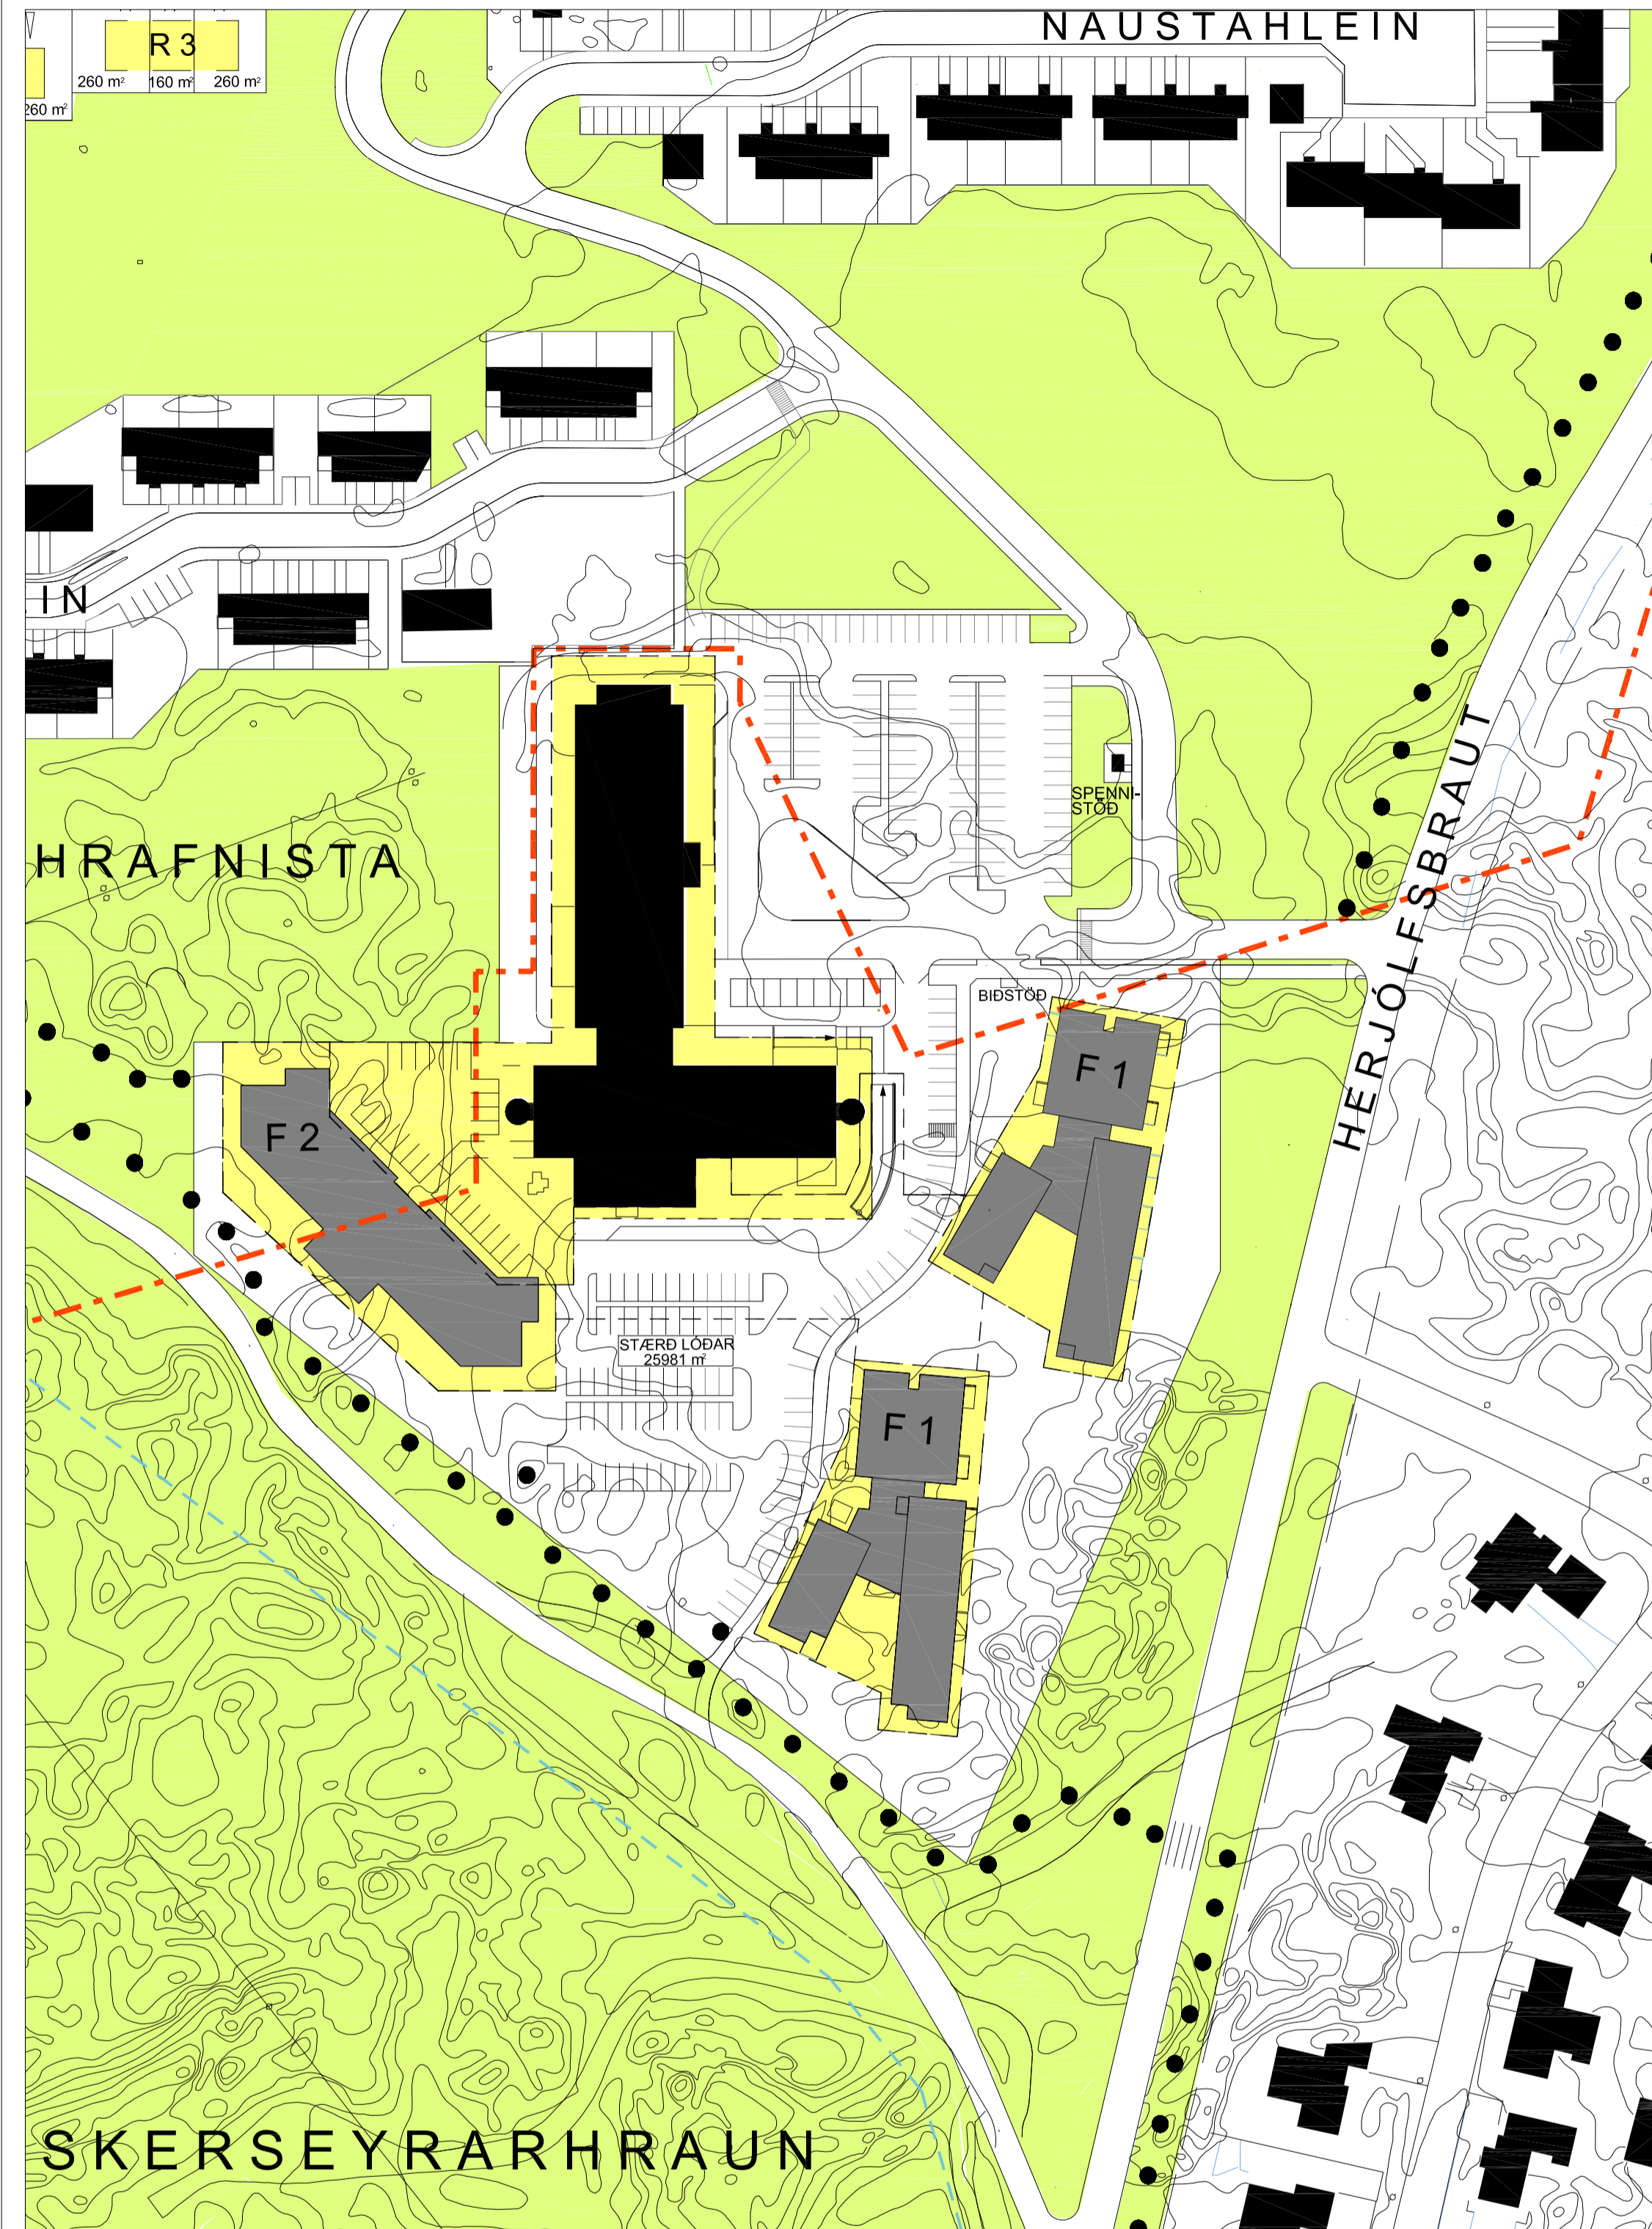 NAUSTAHLEIN
R 3
260 m² 160 m² 260 m²
260 m²
IN
HRAFNISTA
SPENNI-
STÖÐ
HERJÓLFSBRAUT
BIÐSTÖÐ
F 1
F 2
STÆRÐ LÓÐAR
25981 m²
F 1
SKERSEYRARHRAUN